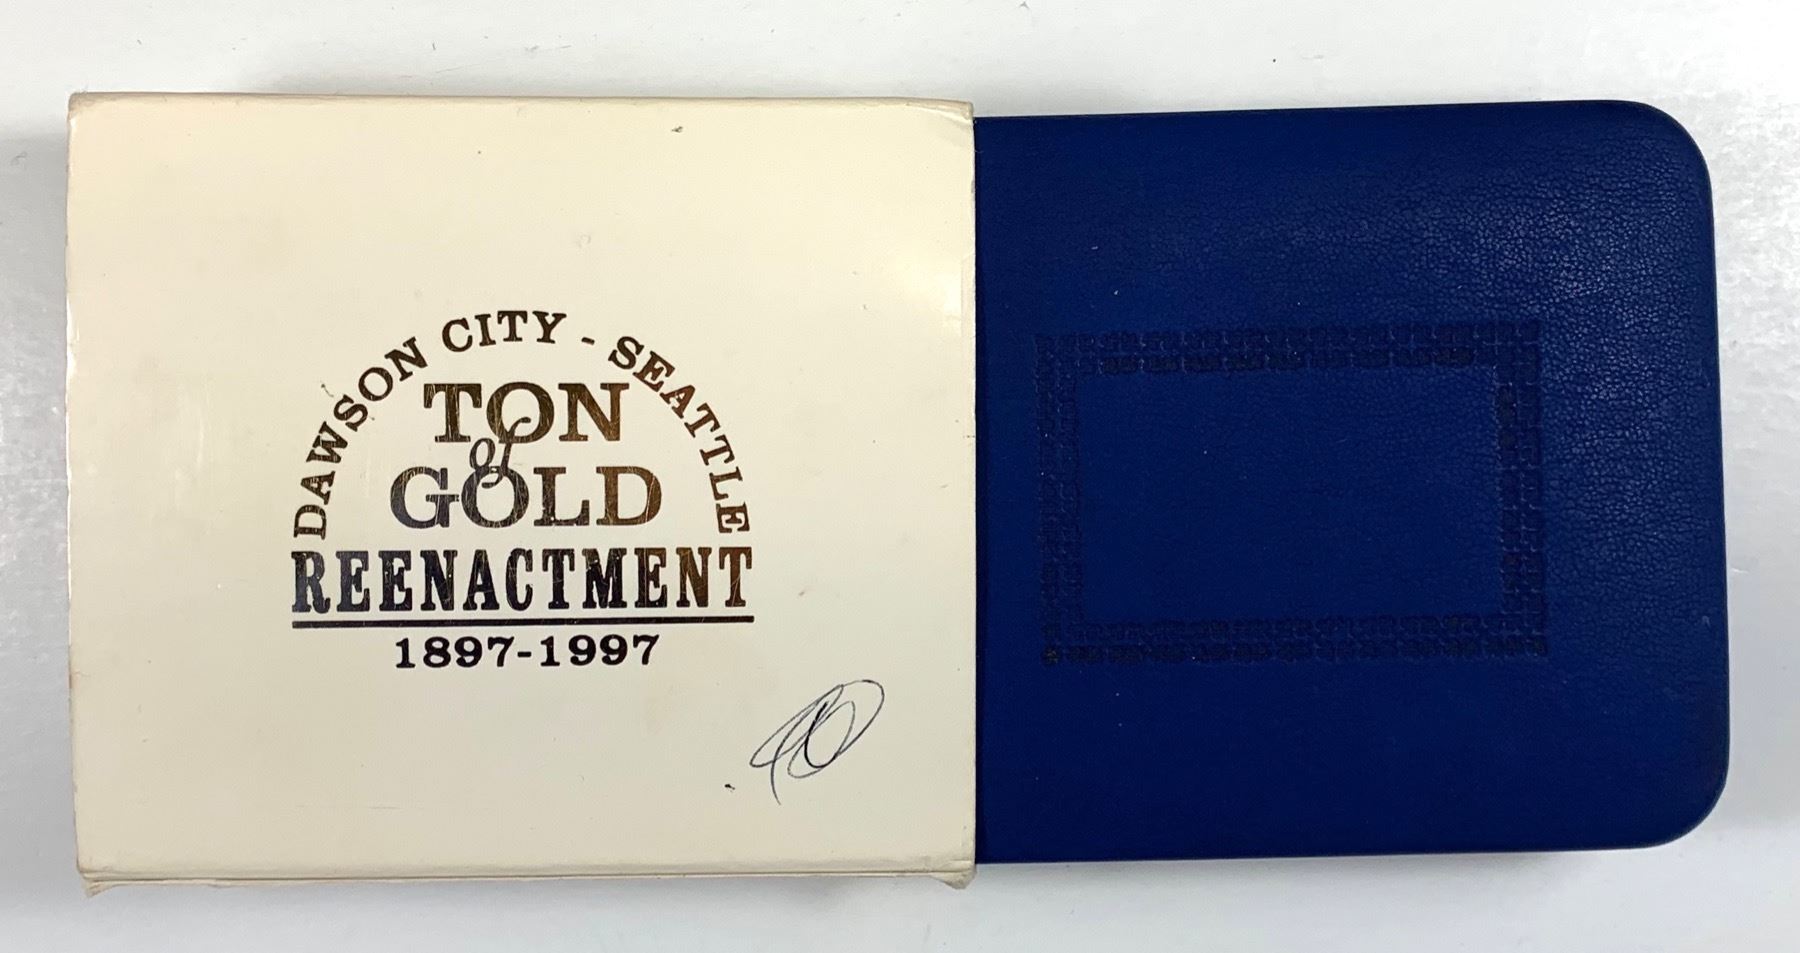 DAWSON CITY - SEATTLE
TON
of
GOLD
REENACTMENT
1897-1997